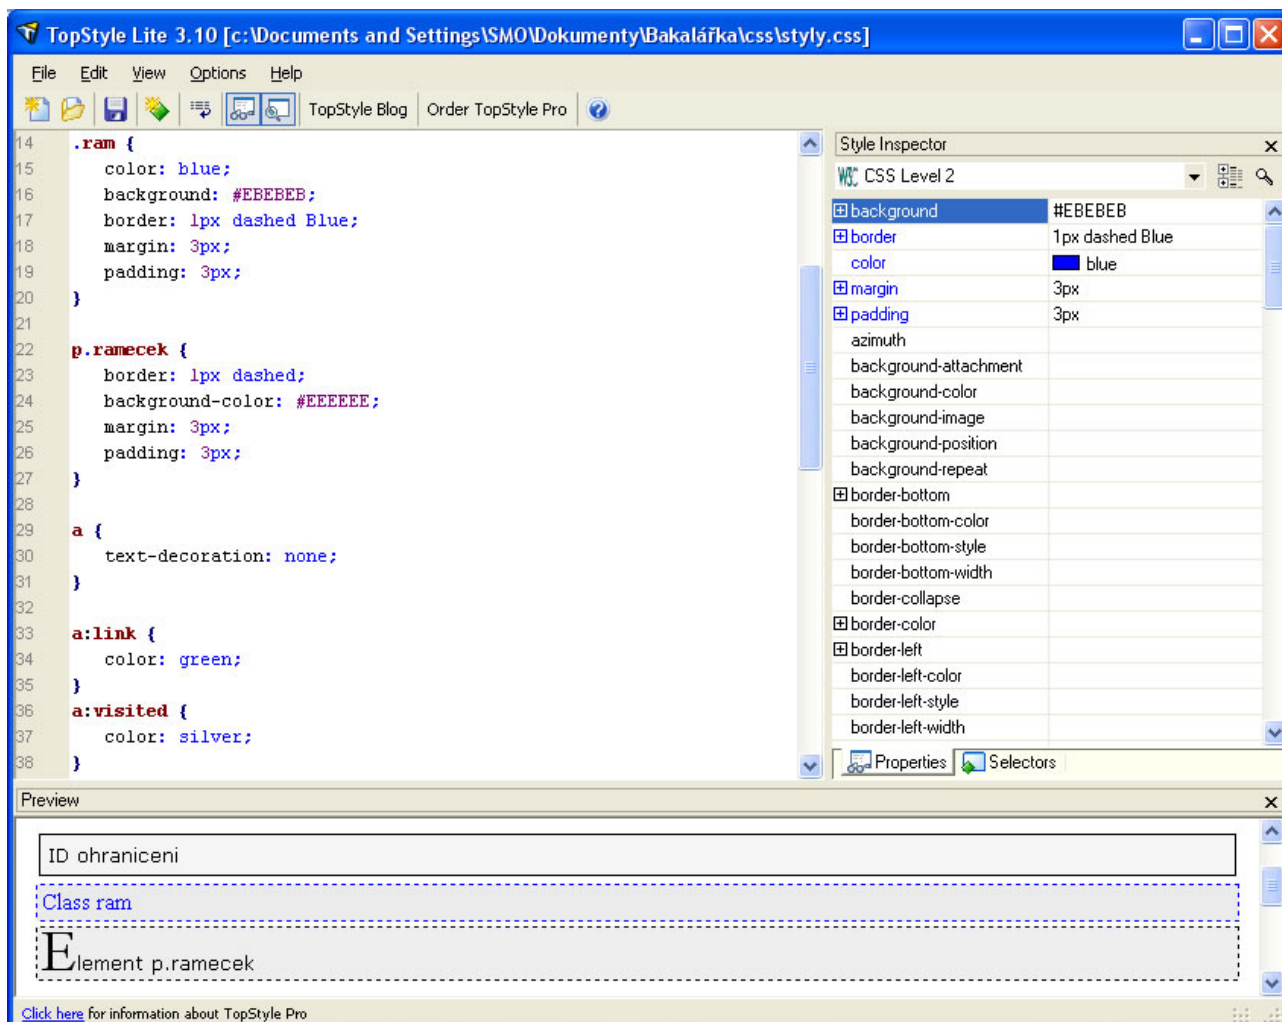 TopStyle Lite 3.10 [c:\Documents and Settings\SMO\Dokumenty\Bakalářka\css\styly.css]
File Edit View Options Help
TopStyle Blog Order TopStyle Pro
14 .ram {
15 color: blue;
16 background: #EBEBEB;
17 border: 1px dashed Blue;
18 margin: 3px;
19 padding: 3px;
20 }
21
22 p.ramecek {
23 border: 1px dashed;
24 background-color: #EEEEEE;
25 margin: 3px;
26 padding: 3px;
27 }
28
29 a {
30 text-decoration: none;
31 }
32
33 a:link {
34 color: green;
35 }
36 a:visited {
37 color: silver;
38 }
Style Inspector
W3C CSS Level 2
background #EBEBEB
border 1px dashed Blue
color blue
margin 3px
padding 3px
azimuth
background-attachment
background-color
background-image
background-position
background-repeat
border-bottom
border-bottom-color
border-bottom-style
border-bottom-width
border-collapse
border-color
border-left
border-left-color
border-left-style
border-left-width
Properties Selectors
Preview
ID ohraniceni
Class ram
Element p.ramecek
Click here for information about TopStyle Pro